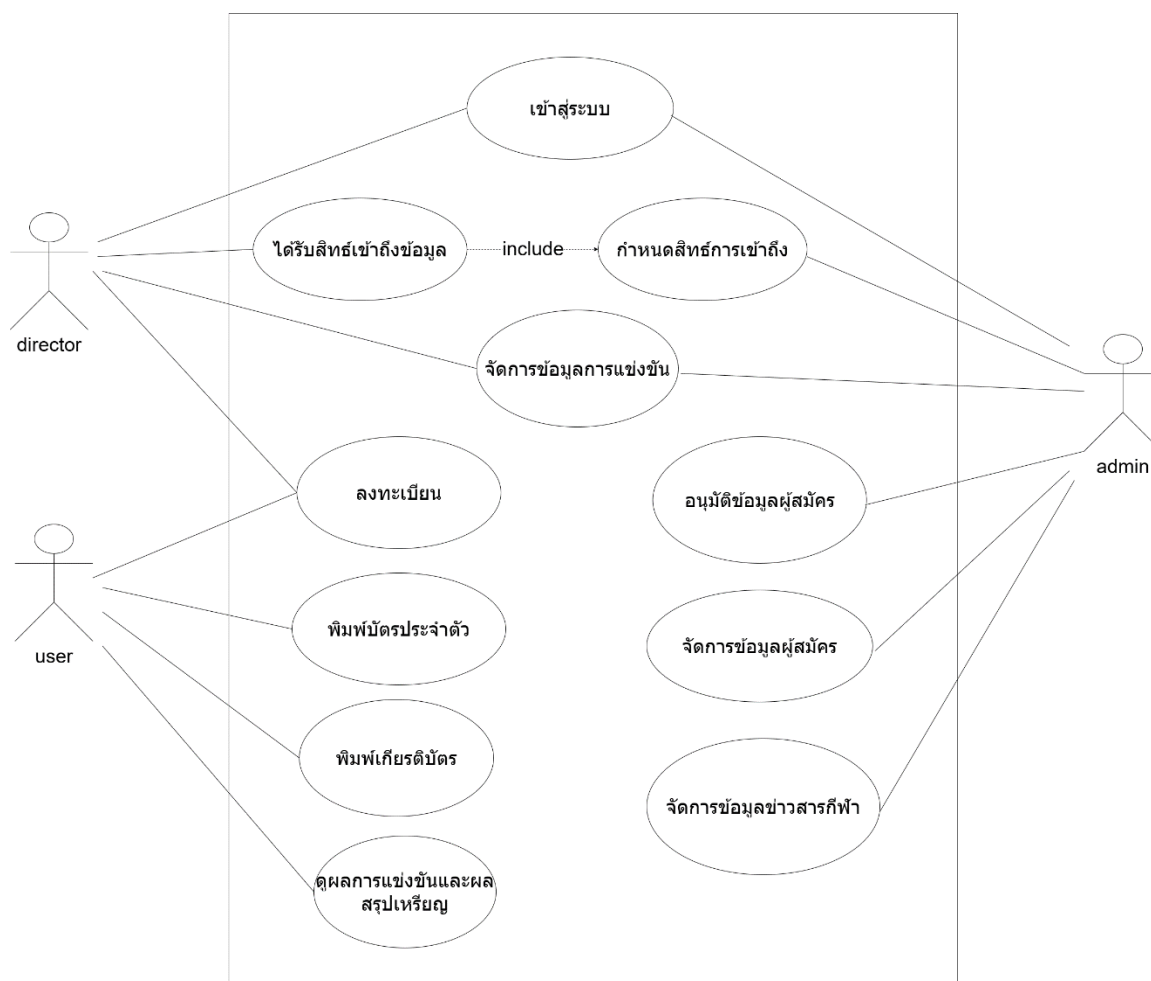 เข้าสู่ระบบ
ได้รับสิทธ์เข้าถึงข้อมูล
include
กำหนดสิทธ์การเข้าถึง
director
จัดการข้อมูลการแข่งขัน
admin
ลงทะเบียน
อนุมัติข้อมูลผู้สมัคร
user
พิมพ์บัตรประจำตัว
จัดการข้อมูลผู้สมัคร
พิมพ์เกียรติบัตร
จัดการข้อมูลข่าวสารกีฬา
ดูผลการแข่งขันและผล
สรุปเหรียญ